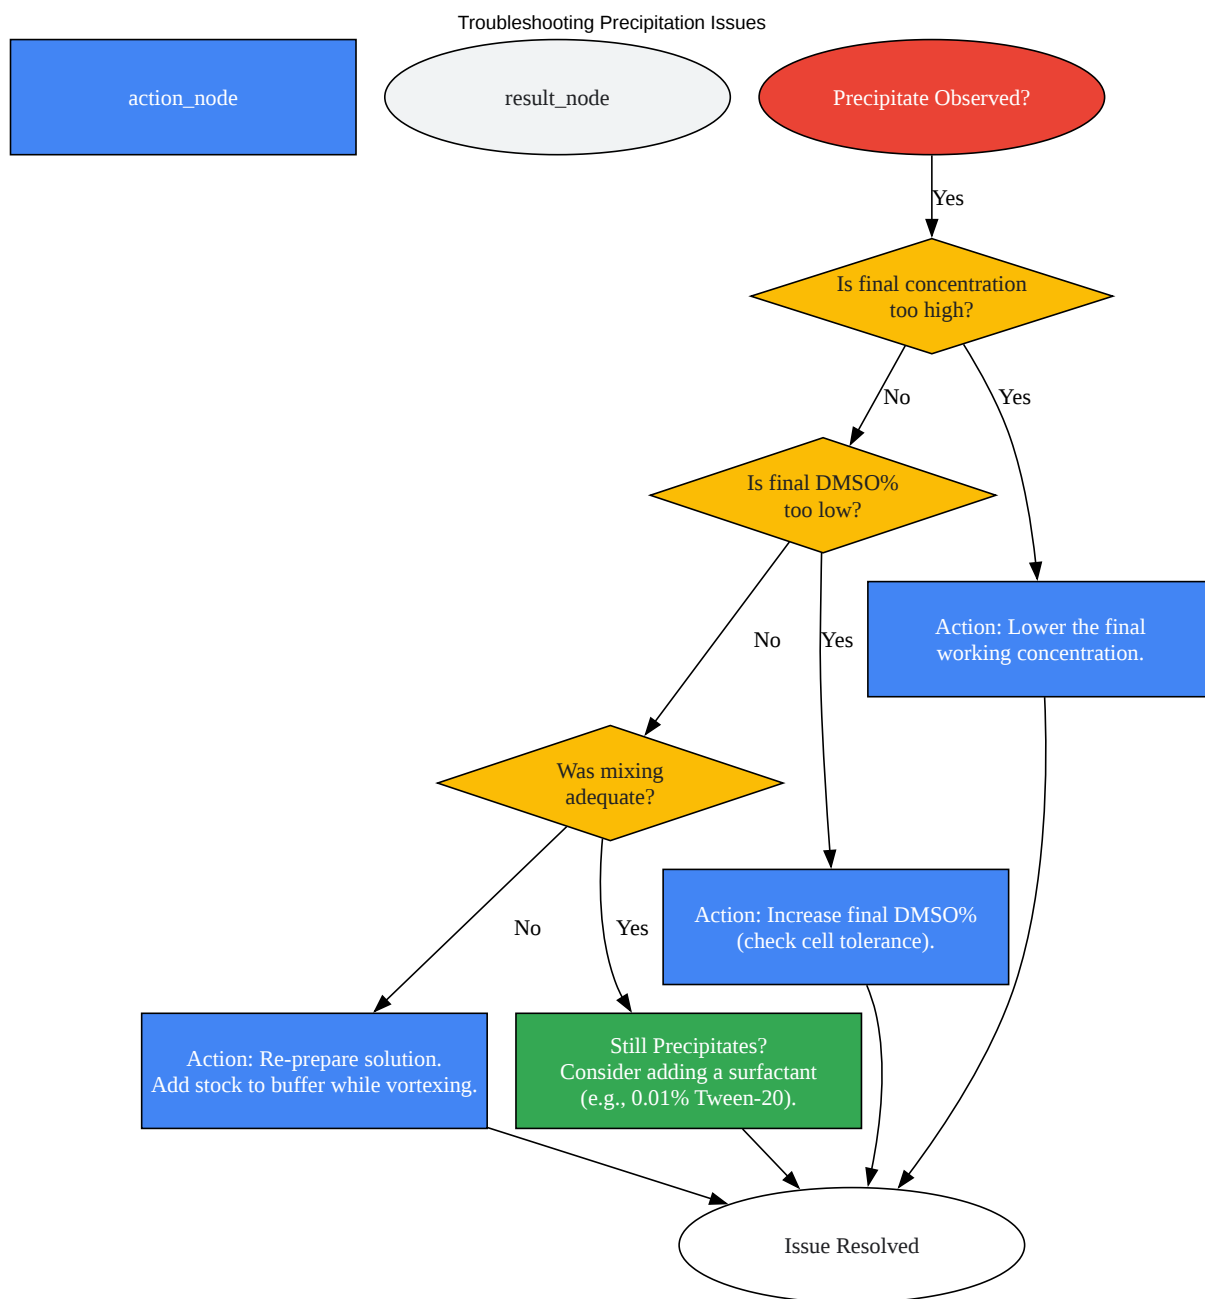 Troubleshooting Precipitation Issues
action_node
result_node
Precipitate Observed?
Yes
Is final concentration
too high?
No
Yes
Is final DMSO%
too low?
No
Yes
Action: Lower the final
working concentration.
Was mixing
adequate?
No
Yes
Action: Increase final DMSO%
(check cell tolerance).
Action: Re-prepare solution.
Add stock to buffer while vortexing.
Still Precipitates?
Consider adding a surfactant
(e.g., 0.01% Tween-20).
Issue Resolved